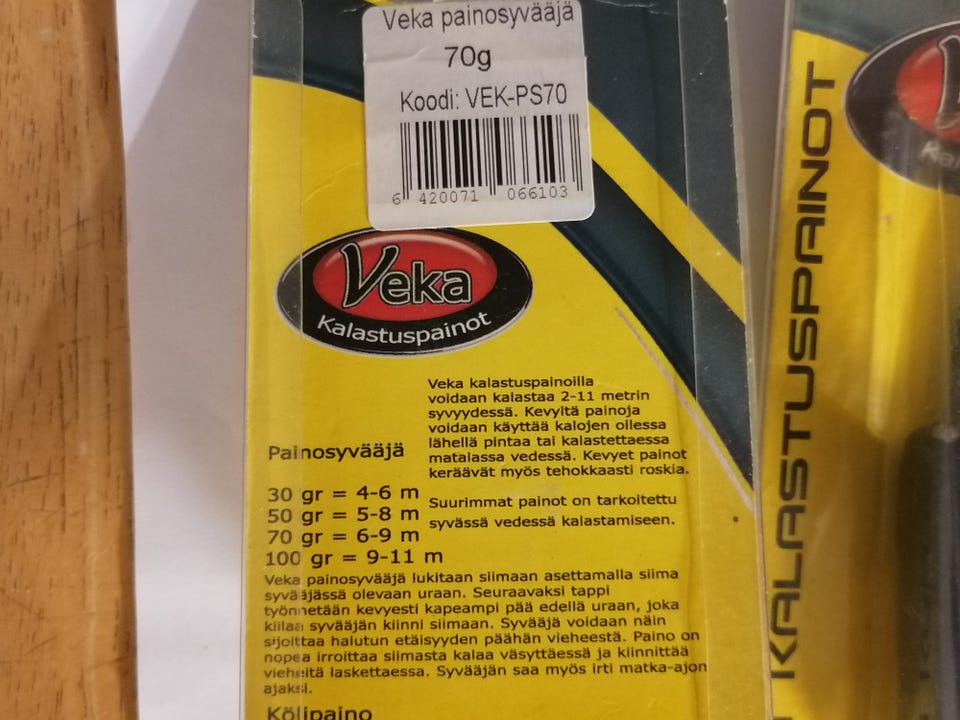 Veka painosyvääjä
70g
Koodi: VEK-PS70
6 420071 066103
Veka
Kalastuspainot
Veka kalastuspainoilla
voidaan kalastaa 2-11 metrin
syvyydessä. Kevyitä painoja
voidaan käyttää kalojen ollessa
lähellä pintaa tai kalastettaessa
matalassa vedessä. Kevyet painot
keräävät myös tehokkaasti roskia.
Suurimmat painot on tarkoitettu
syvässä vedessä kalastamiseen.
Painosyvääjä
30 gr = 4-6 m
50 gr = 5-8 m
70 gr = 6-9 m
100 gr = 9-11 m
Veka painosyvääjä lukitaan siimaan asettamalla siima
syvääjässä olevaan uraan. Seuraavaksi tappi
työnnetään kevyesti kapeampi pää edellä uraan, joka
kiilaa syvääjän kiinni siimaan. Syvääjä voidaan näin
sijoittaa halutun etäisyyden päähän vieheestä. Paino on
nopea irroittaa siimasta kalaa väsyttäessä ja kiinnittää
vieheitä laskettaessa. Syvääjän saa myös irti matka-ajon
ajaksi.
Kölipaino
KALASTUSPAINOT